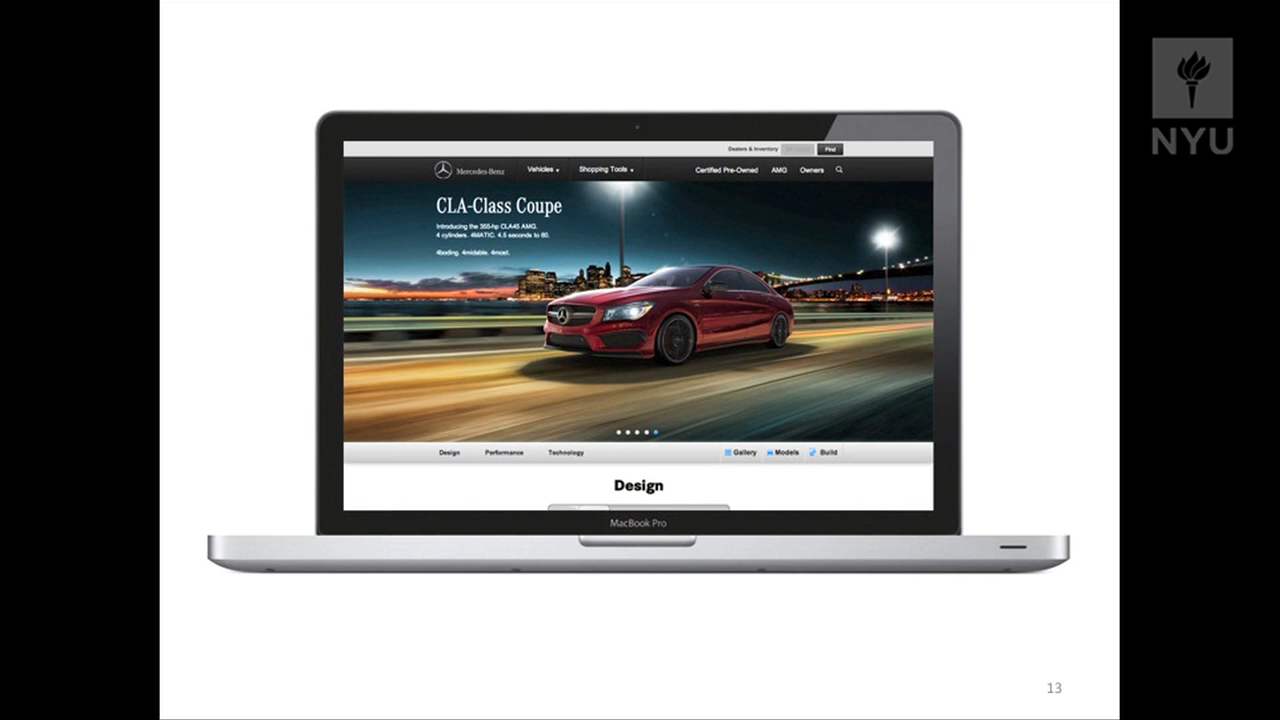 NYU
Dealers & Inventory
Find
Mercedes-Benz Vehicles Shopping Tools Certified Pre-Owned AMG Owners
CLA-Class Coupe
Introducing the 355-hp CLA45 AMG.
4 cylinders. 4MATIC. 4.5 seconds to 60.
4boding. 4midable. 4most.
Design Performance Technology Gallery Models Build
Design
MacBook Pro
13